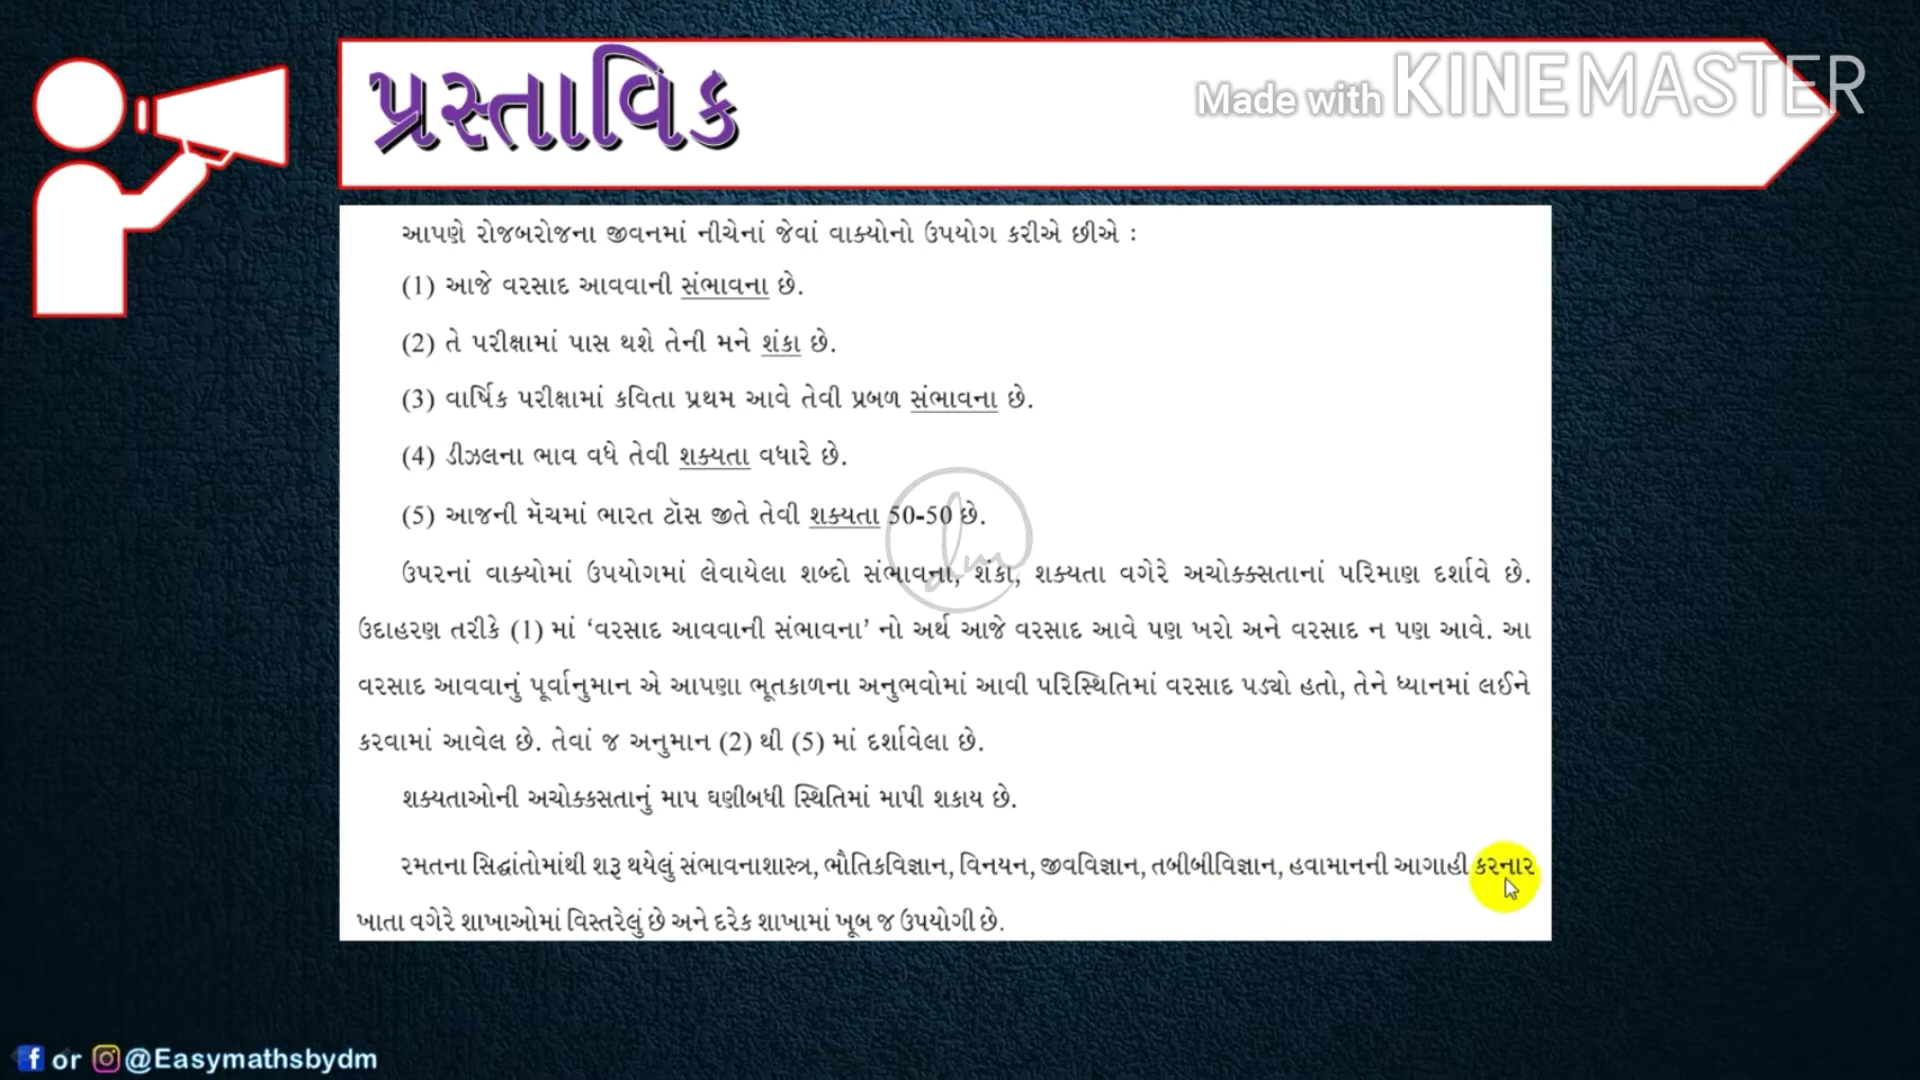 પ્રસ્તાવિક
Made with KINEMASTER
આપણે રોજબરોજના જીવનમાં નીચેનાં જેવાં વાક્યોનો ઉપયોગ કરીએ છીએ :
(1) આજે વરસાદ આવવાની સંભાવના છે.
(2) તે પરીક્ષામાં પાસ થશે તેની મને શંકા છે.
(3) વાર્ષિક પરીક્ષામાં કવિતા પ્રથમ આવે તેવી પ્રબળ સંભાવના છે.
(4) ડીઝલના ભાવ વધે તેવી શક્યતા વધારે છે.
(5) આજની મૅચમાં ભારત ટૉસ જીતે તેવી શક્યતા 50-50 છે.
dm
ઉપરનાં વાક્યોમાં ઉપયોગમાં લેવાયેલા શબ્દો સંભાવના, શંકા, શક્યતા વગેરે અચોક્ક્સતાનાં પરિમાણ દર્શાવે છે.
ઉદાહરણ તરીકે (1) માં ‘વરસાદ આવવાની સંભાવના’ નો અર્થ આજે વરસાદ આવે પણ ખરો અને વરસાદ ન પણ આવે. આ
વરસાદ આવવાનું પૂર્વાનુમાન એ આપણા ભૂતકાળના અનુભવોમાં આવી પરિસ્થિતિમાં વરસાદ પડ્યો હતો, તેને ધ્યાનમાં લઈને
કરવામાં આવેલ છે. તેવાં જ અનુમાન (2) થી (5) માં દર્શાવેલા છે.
શક્યતાઓની અચોક્કસતાનું માપ ઘણીબધી સ્થિતિમાં માપી શકાય છે.
રમતના સિદ્ધાંતોમાંથી શરૂ થયેલું સંભાવનાશાસ્ત્ર, ભૌતિકવિજ્ઞાન, વિનયન, જીવવિજ્ઞાન, તબીબીવિજ્ઞાન, હવામાનની આગાહી કરનાર
ખાતા વગેરે શાખાઓમાં વિસ્તરેલું છે અને દરેક શાખામાં ખૂબ જ ઉપયોગી છે.
f or @Easymathsbydm